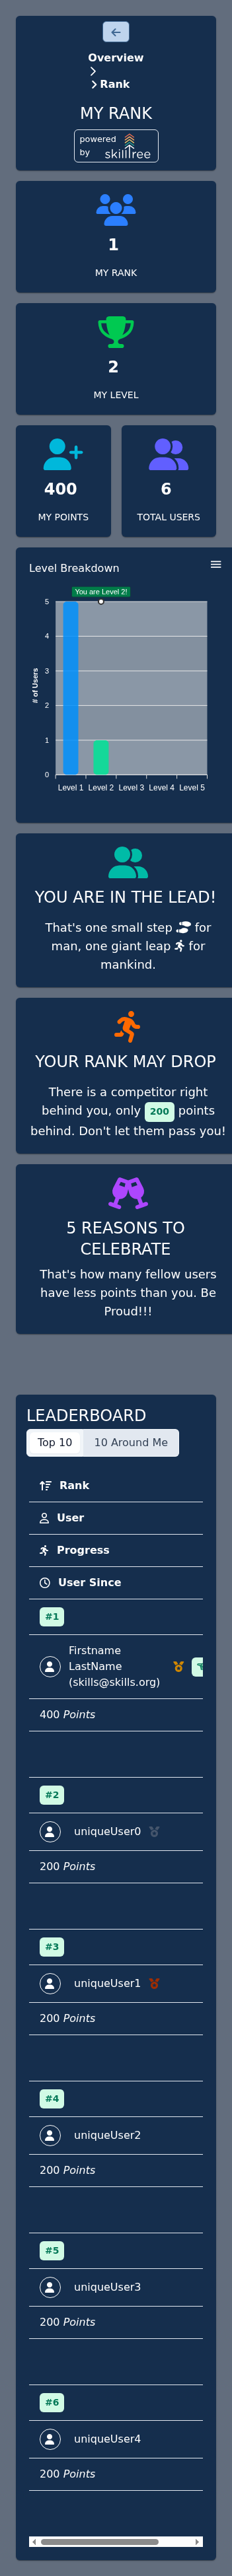 Overview
Rank
MY RANK
powered
by skilltree
1
MY RANK
2
MY LEVEL
400
MY POINTS
6
TOTAL USERS
Level Breakdown
You are Level 2!
5
4
3
2
1
0
# of Users
Level 1 Level 2 Level 3 Level 4 Level 5
YOU ARE IN THE LEAD!
That's one small step for
man, one giant leap for
mankind.
YOUR RANK MAY DROP
There is a competitor right
behind you, only 200 points
behind. Don't let them pass you!
5 REASONS TO
CELEBRATE
That's how many fellow users
have less points than you. Be
Proud!!!
LEADERBOARD
Top 10 10 Around Me
Rank
User
Progress
User Since
#1
Firstname
LastName
(skills@skills.org)
400 Points
#2
uniqueUser0
200 Points
#3
uniqueUser1
200 Points
#4
uniqueUser2
200 Points
#5
uniqueUser3
200 Points
#6
uniqueUser4
200 Points